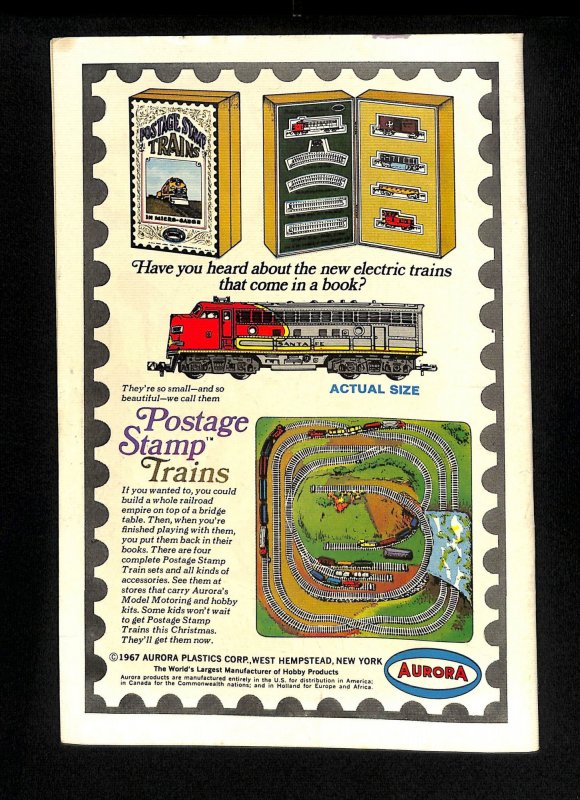 POSTAGE STAMP
TRAINS
IN MICRO-GAUGE
Have you heard about the new electric trains
that come in a book?
SANTA FE
They're so small—and so
beautiful—we call them
ACTUAL SIZE
Postage
Stamp™
Trains
If you wanted to, you could
build a whole railroad
empire on top of a bridge
table. Then, when you're
finished playing with them,
you put them back in their
books. There are four
complete Postage Stamp
Train sets and all kinds of
accessories. See them at
stores that carry Aurora's
Model Motoring and hobby
kits. Some kids won't wait
to get Postage Stamp
Trains this Christmas.
They'll get them now.
©1967 AURORA PLASTICS CORP., WEST HEMPSTEAD, NEW YORK
The World's Largest Manufacturer of Hobby Products
Aurora products are manufactured entirely in the U.S. for distribution in America;
in Canada for the Commonwealth nations; and in Holland for Europe and Africa.
AURORA